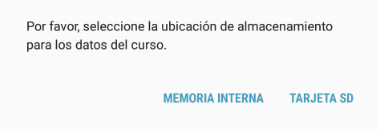 Por favor, seleccione la ubicación de almacenamiento
para los datos del curso.
MEMORIA INTERNA TARJETA SD